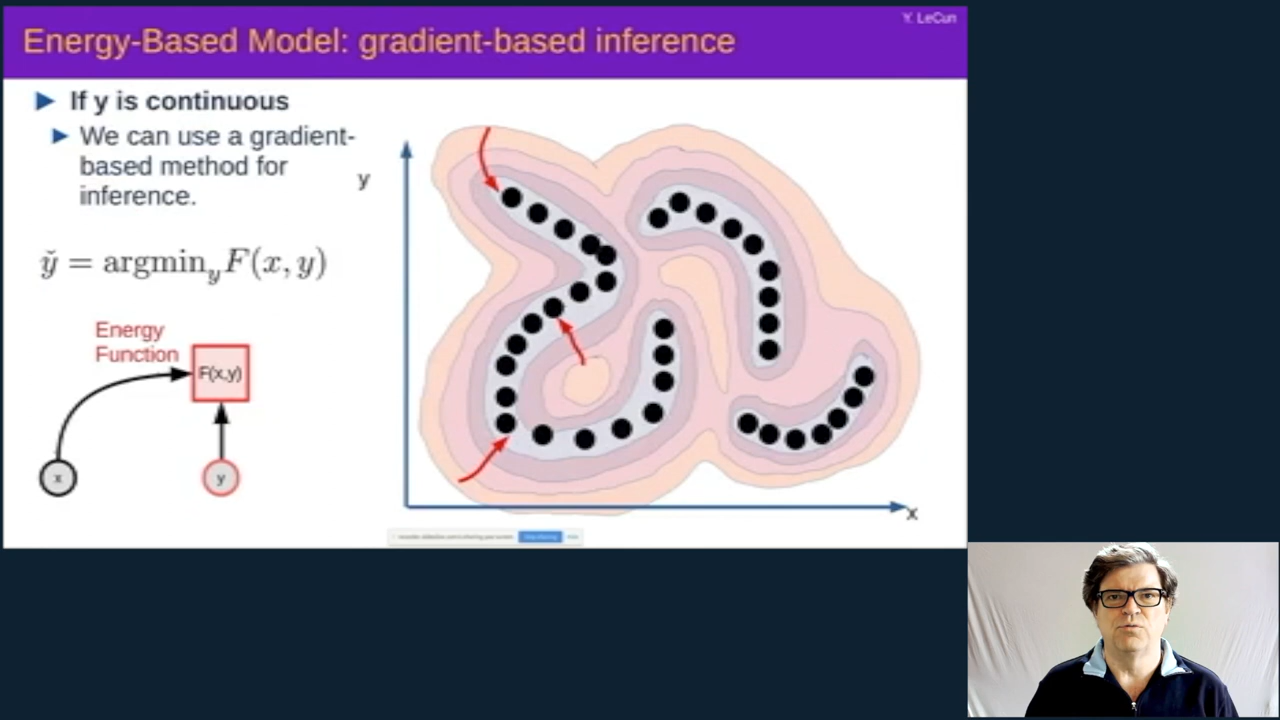 Y. LeCun
Energy-Based Model: gradient-based inference
► If y is continuous
► We can use a gradient-
based method for
inference.
y̌ = argmin_y F(x, y)
Energy
Function
F(x,y)
x
y
y
x